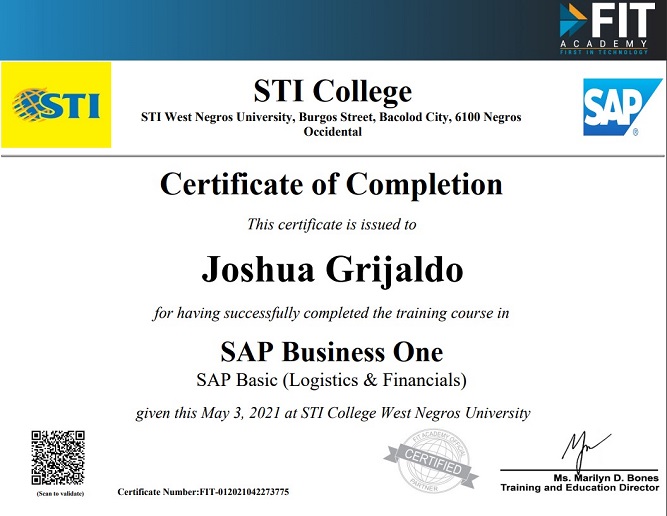 FIT
ACADEMY
FIRST IN TECHNOLOGY
STI
STI College
STI West Negros University, Burgos Street, Bacolod City, 6100 Negros
Occidental
SAP
®
Certificate of Completion
This certificate is issued to
Joshua Grijaldo
for having successfully completed the training course in
SAP Business One
SAP Basic (Logistics & Financials)
given this May 3, 2021 at STI College West Negros University
FIT ACADEMY OFFICIAL
CERTIFIED
PARTNER
(Scan to validate)
Certificate Number:FIT-012021042273775
Ms. Marilyn D. Bones
Training and Education Director